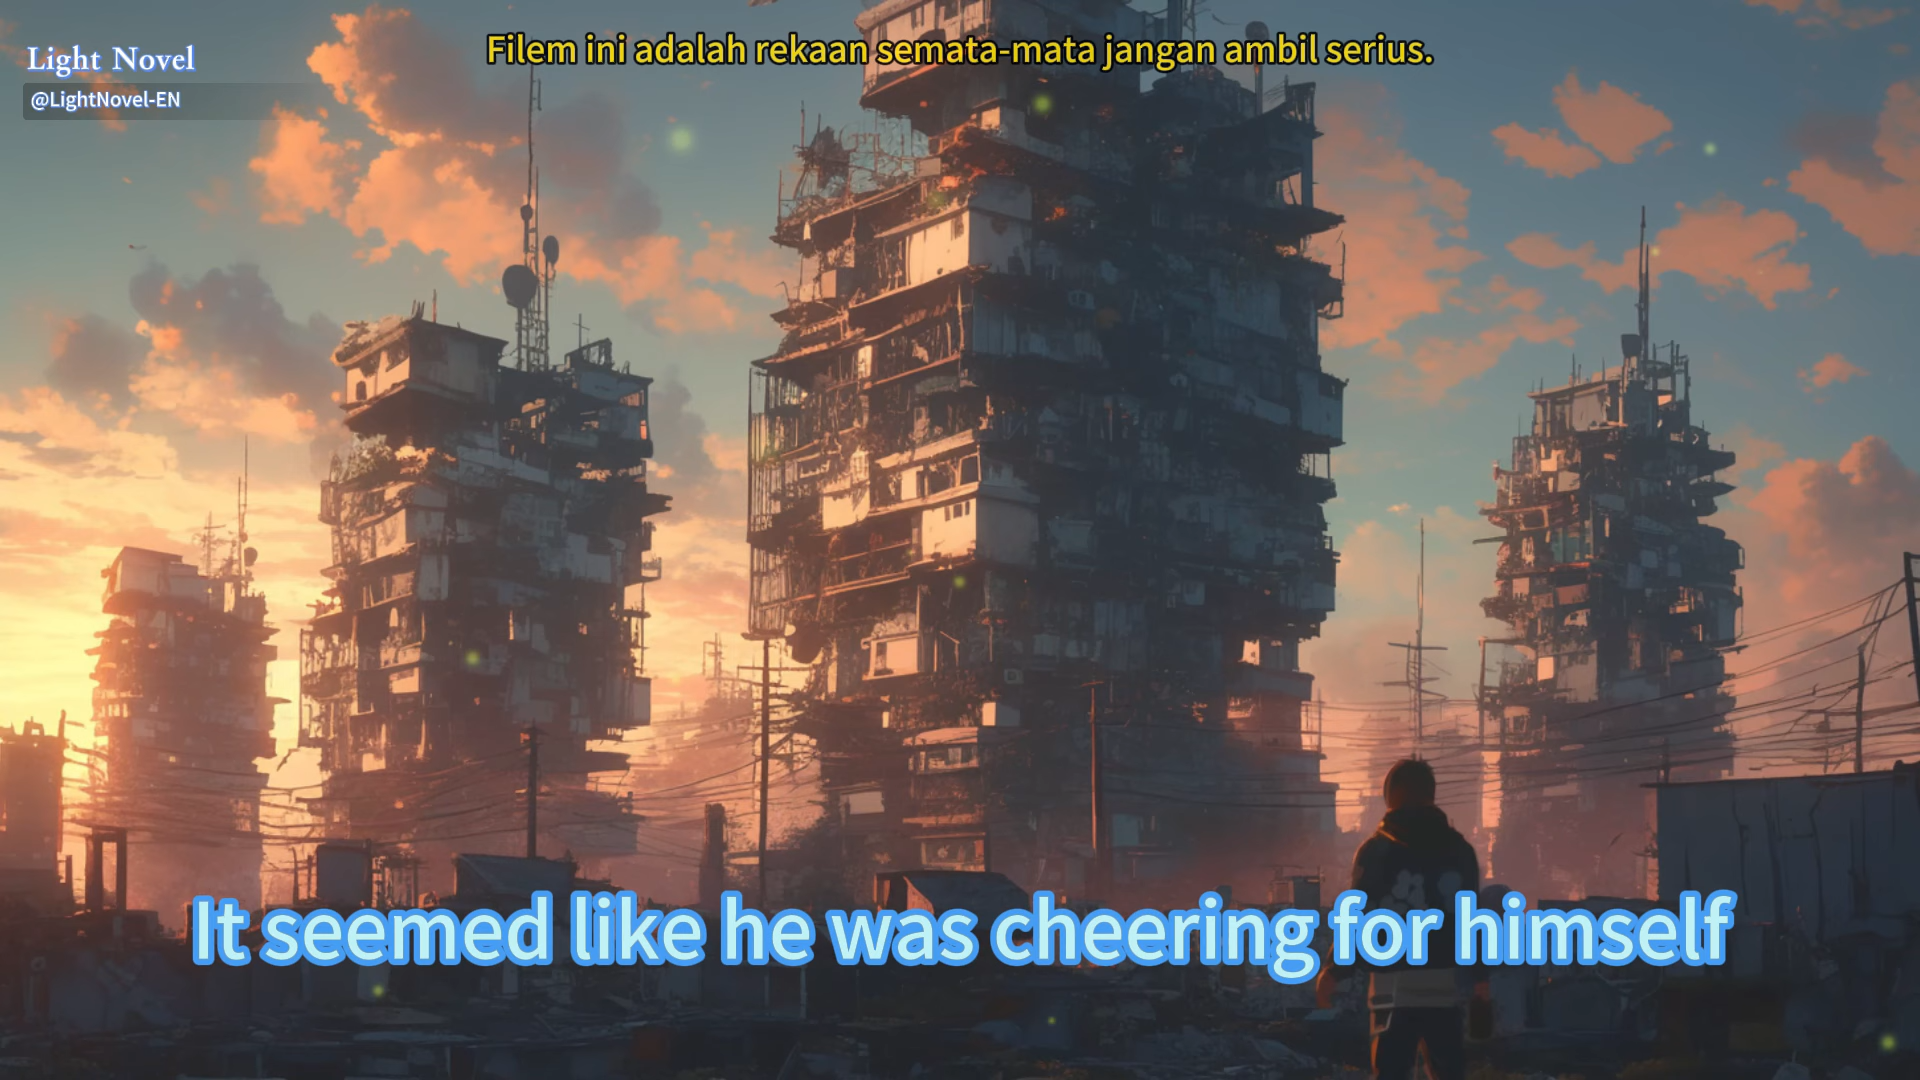 Light Novel
@LightNovel-EN
Filem ini adalah rekaan semata-mata jangan ambil serius.
It seemed like he was cheering for himself